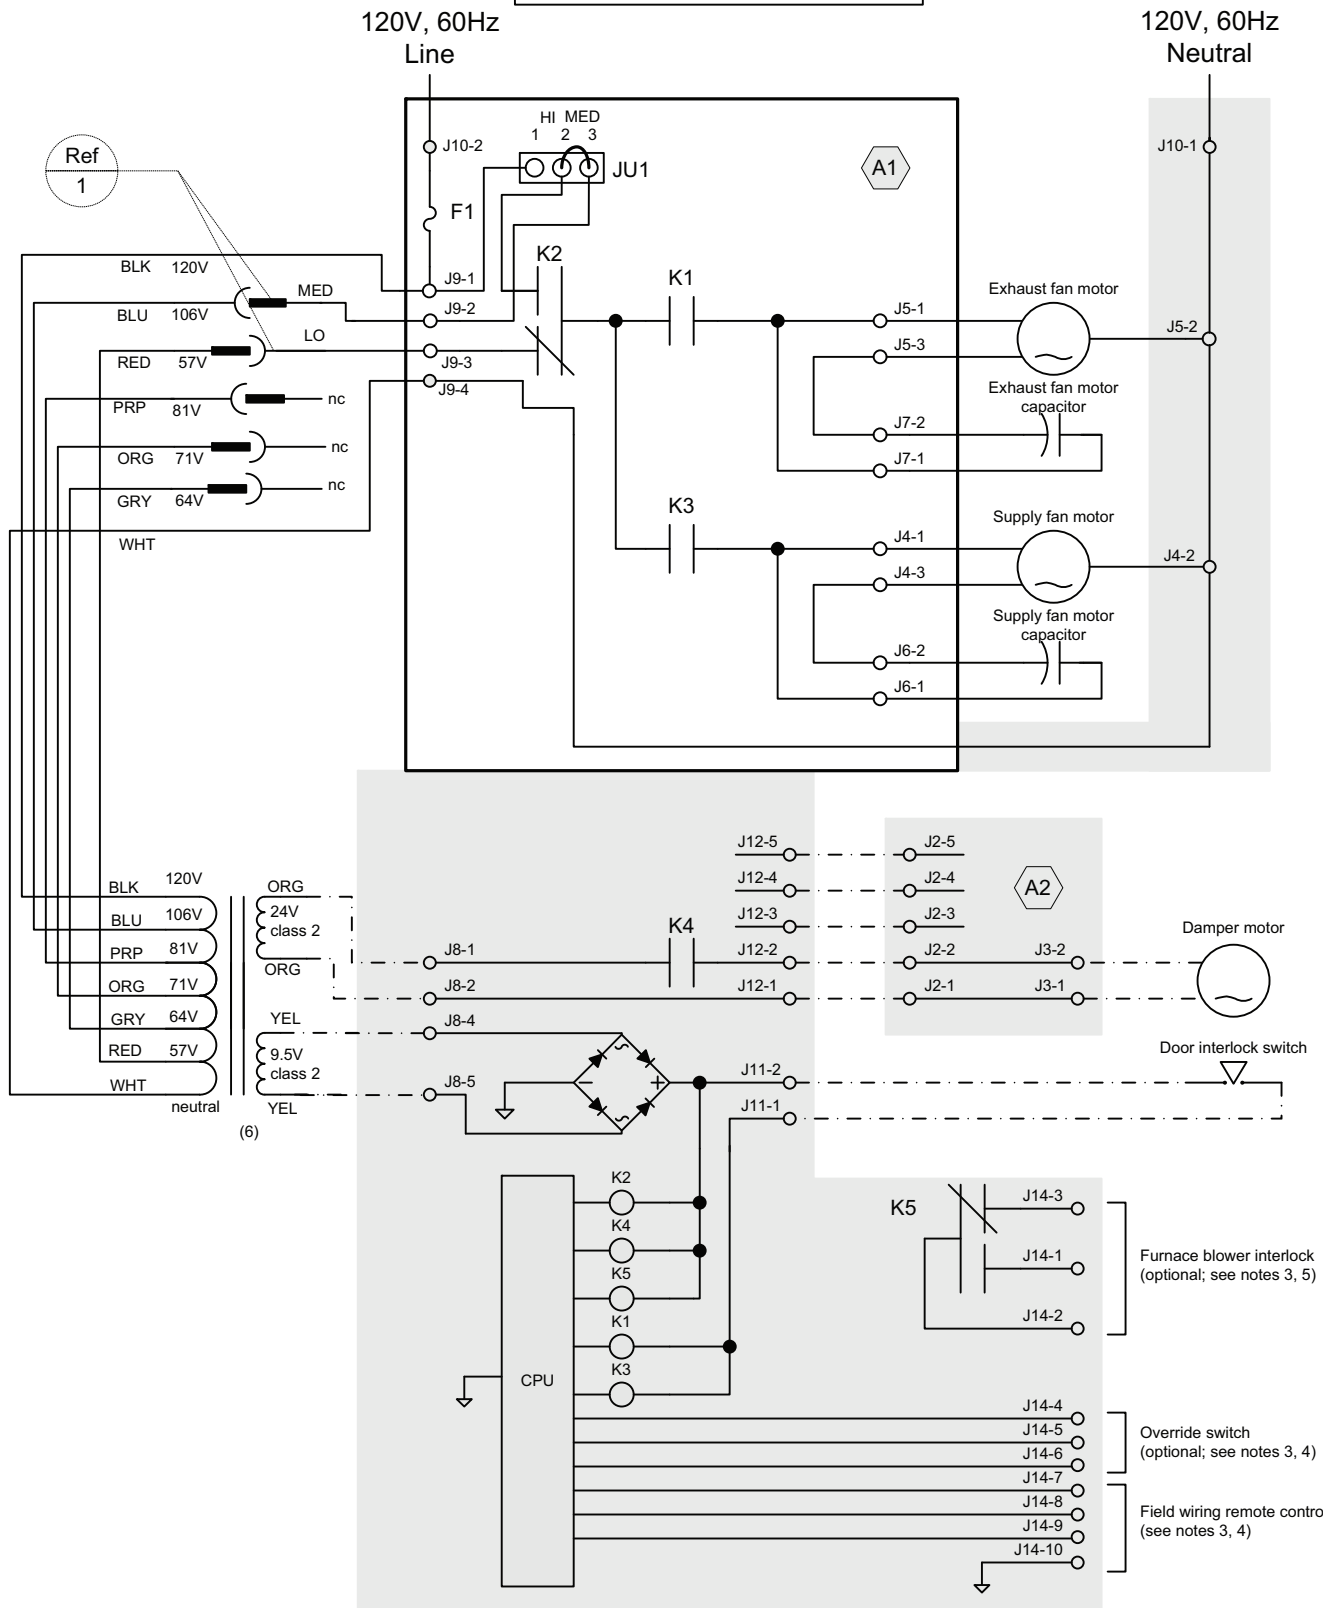 120V, 60Hz
Line
120V, 60Hz
Neutral
HI MED
1 2 3
J10-2
JU1
A1
J10-1
Ref
1
F1
K2
BLK 120V
J9-1
K1
Exhaust fan motor
MED
BLU 106V
J9-2
J5-1
J5-2
LO
RED 57V
J9-3
J5-3
J9-4
Exhaust fan motor
capacitor
PRP 81V
nc
J7-2
ORG 71V
nc
J7-1
GRY 64V
nc
K3
Supply fan motor
WHT
J4-1
J4-2
J4-3
Supply fan motor
capacitor
J6-2
J6-1
J12-5
J2-5
BLK 120V
ORG
J12-4
J2-4
A2
BLU 106V
24V
class 2
J12-3
J2-3
K4
Damper motor
PRP 81V
ORG
J8-1
J12-2
J2-2
J3-2
ORG 71V
J8-2
J12-1
J2-1
J3-1
GRY 64V
YEL
J8-4
RED 57V
9.5V
class 2
Door interlock switch
WHT
J8-5
J11-2
neutral
YEL
J11-1
(6)
K2
K5
J14-3
K4
J14-1
Furnace blower interlock
(optional; see notes 3, 5)
K5
J14-2
K1
CPU
K3
J14-4
J14-5
J14-6
Override switch
(optional; see notes 3, 4)
J14-7
J14-8
J14-9
J14-10
Field wiring remote contro
(see notes 3, 4)